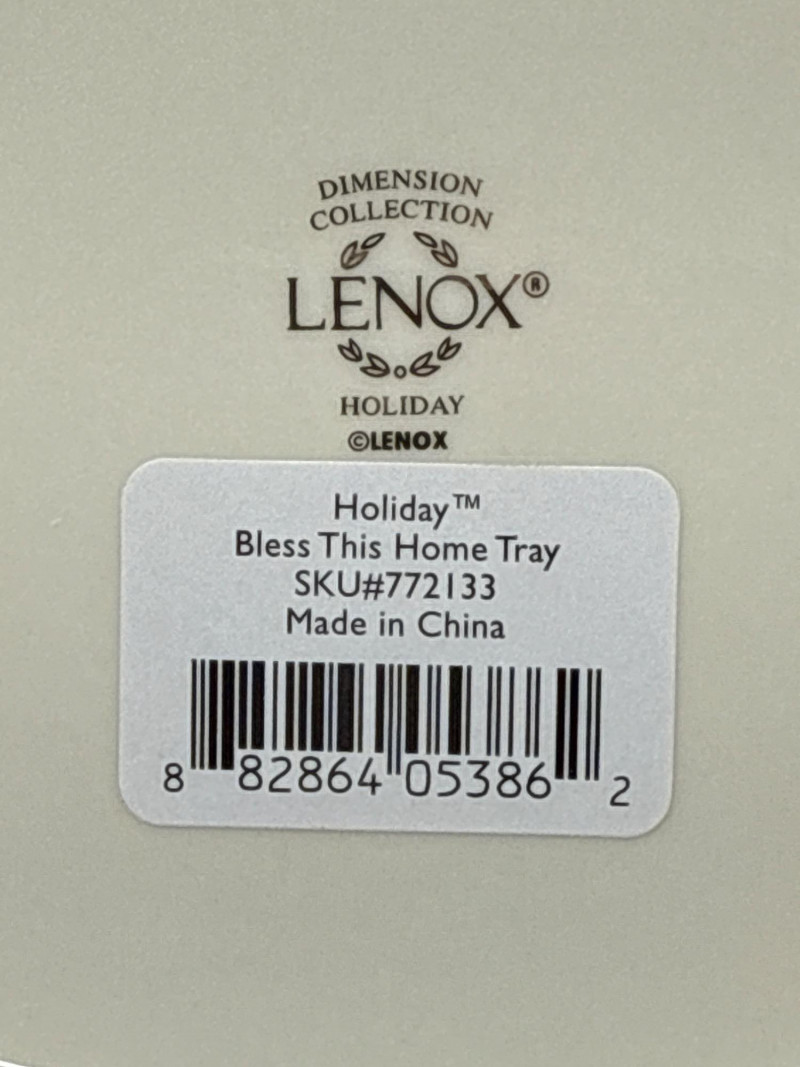 DIMENSION
COLLECTION
LENOX®
HOLIDAY
©LENOX
Holiday™
Bless This Home Tray
SKU#772133
Made in China
8 82864 05386 2